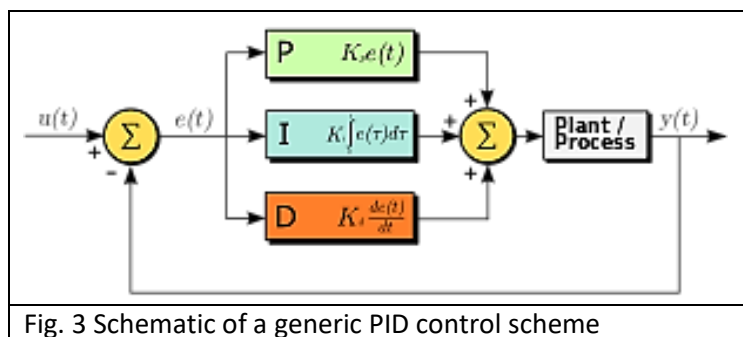 P K_p e(t)
u(t) Σ e(t) I K_i ∫ e(τ)dτ Σ Plant / Process y(t)
+ - + + +
D K_d de(t)/dt
Fig. 3 Schematic of a generic PID control scheme